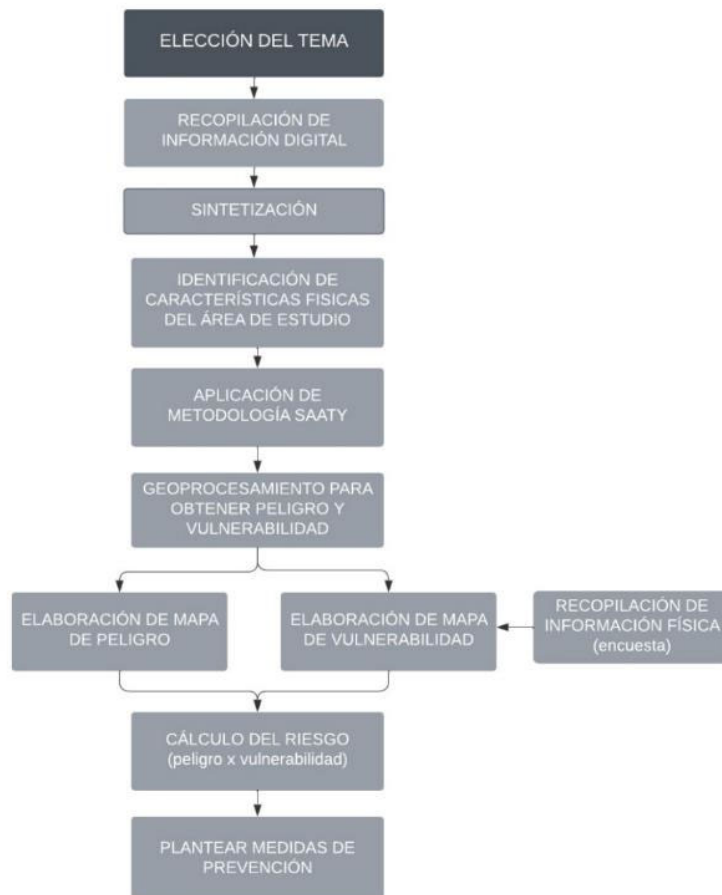 ELECCIÓN DEL TEMA
RECOPILACIÓN DE
INFORMACIÓN DIGITAL
SINTETIZACIÓN
IDENTIFICACIÓN DE
CARACTERÍSTICAS FISICAS
DEL ÁREA DE ESTUDIO
APLICACIÓN DE
METODOLOGÍA SAATY
GEOPROCESAMIENTO PARA
OBTENER PELIGRO Y
VULNERABILIDAD
ELABORACIÓN DE MAPA
DE PELIGRO
ELABORACIÓN DE MAPA
DE VULNERABILIDAD
RECOPILACIÓN DE
INFORMACIÓN FÍSICA
(encuesta)
CÁLCULO DEL RIESGO
(peligro x vulnerabilidad)
PLANTEAR MEDIDAS DE
PREVENCIÓN